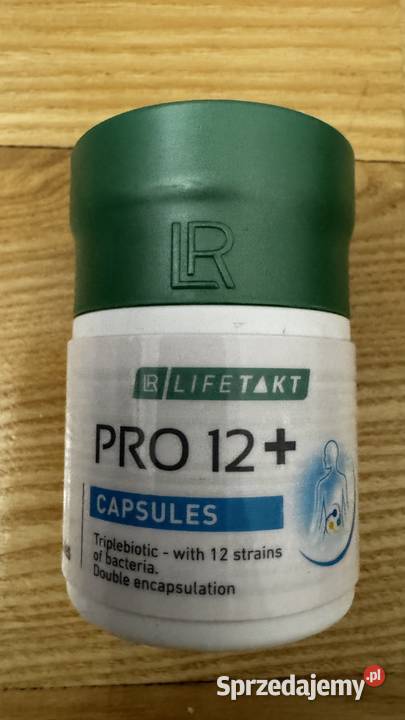 LR
LR LIFETAKT
PRO 12+
CAPSULES
Triplebiotic - with 12 strains
of bacteria.
Double encapsulation
Sprzedajemy.pl